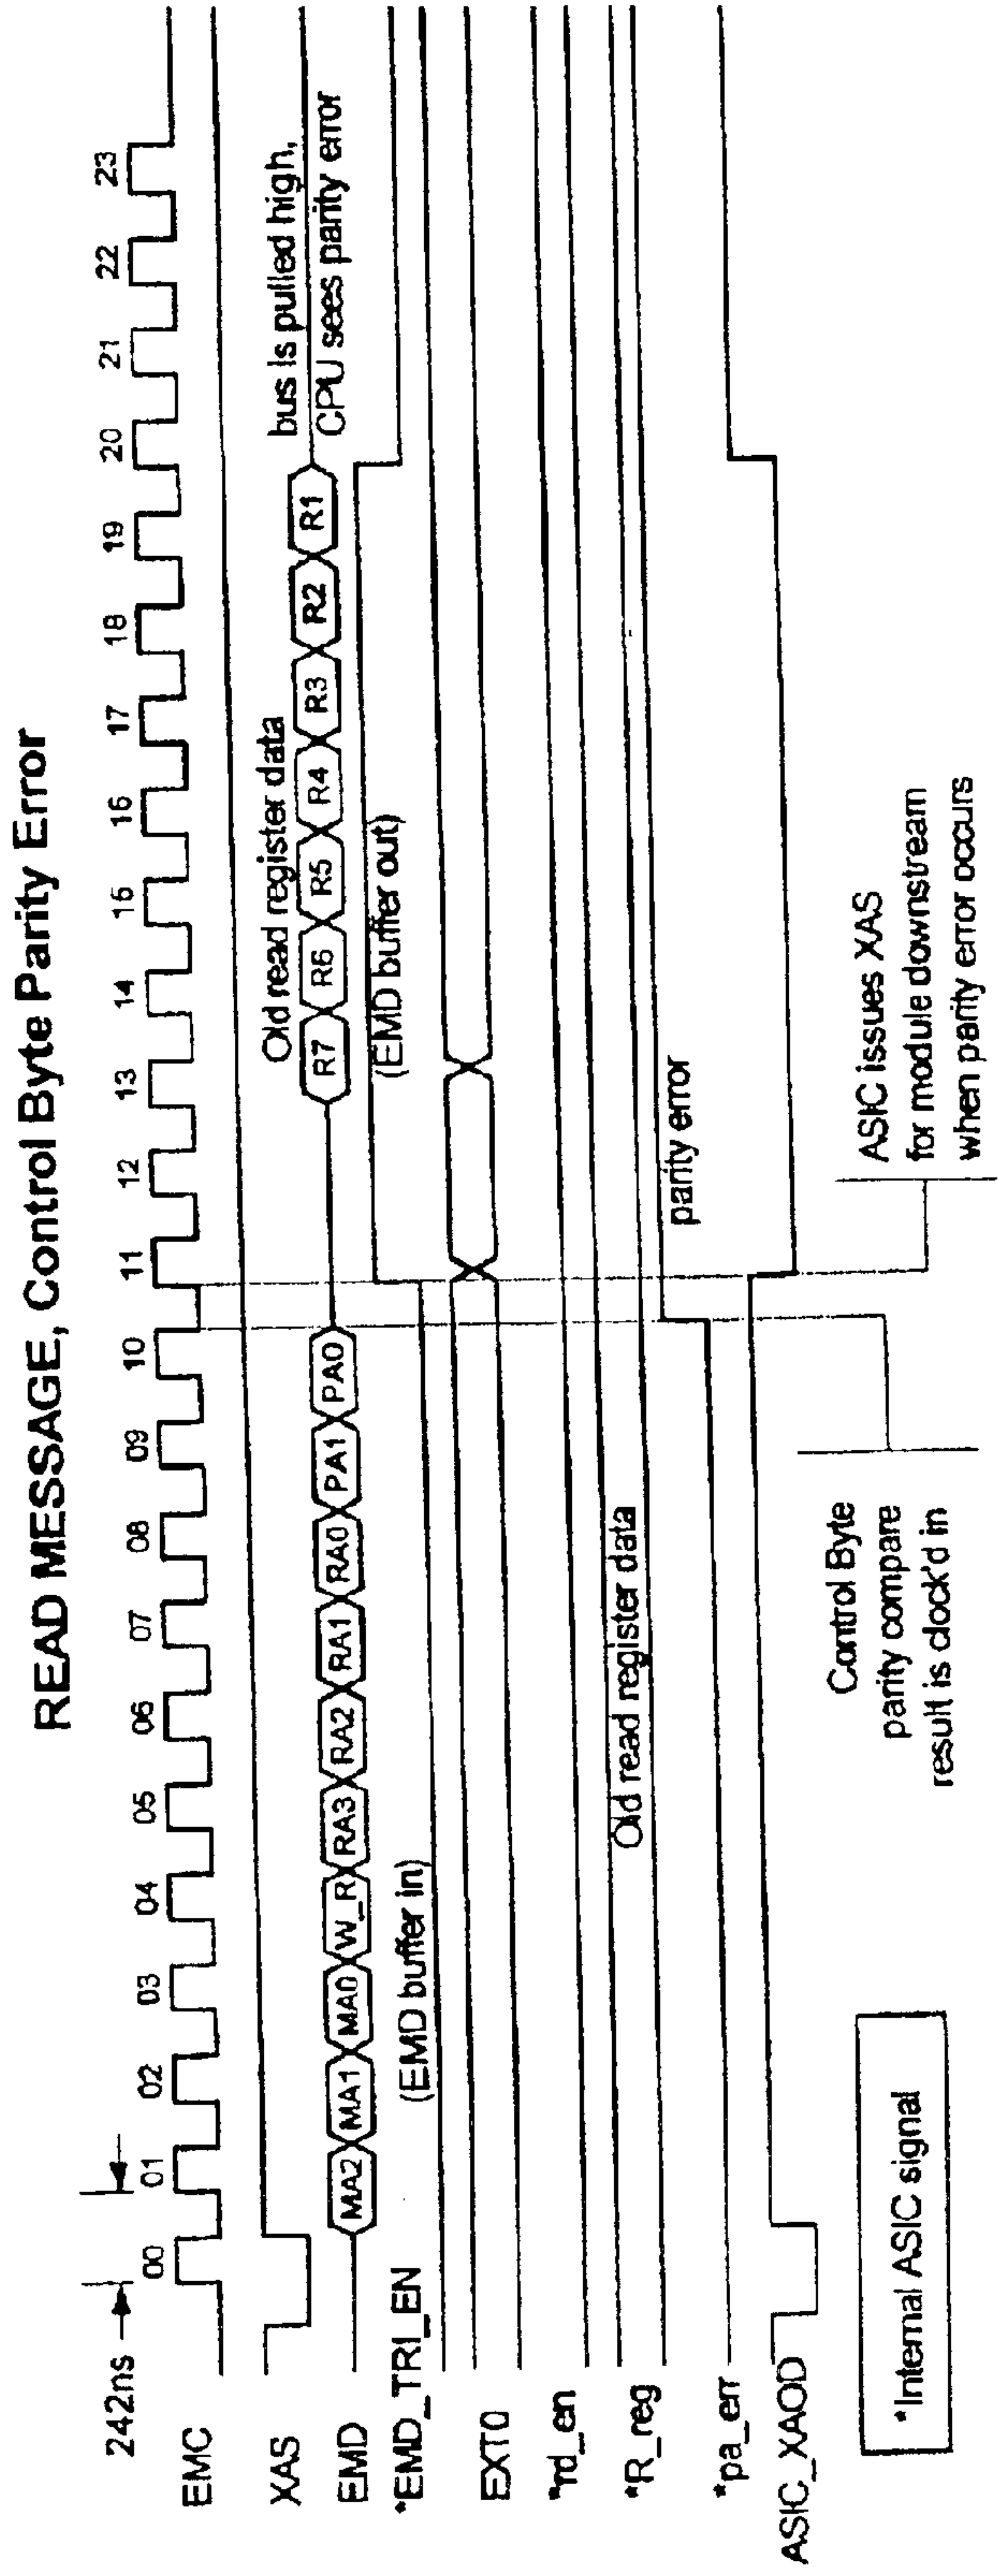 READ MESSAGE, Control Byte Parity Error
242ns
00 01 02 03 04 05 06 07 08 09 10 11 12 13 14 15 16 17 18 19 20 21 22 23
EMC
XAS
Old read register data
bus is pulled high,
CPU sees parity error
EMD
MA2 MA1 MA0 W_R RA3 RA2 RA1 RA0 PA1 PA0 R7 R6 R5 R4 R3 R2 R1
*EMD_TRI_EN
(EMD buffer in)
(EMD buffer out)
EXT0
*rd_en
*R_reg
Old read register data
*pa_err
parity error
ASIC_XAOD
*Internal ASIC signal
Control Byte
parity compare
result is clock'd in
ASIC issues XAS
for module downstream
when parity error occurs